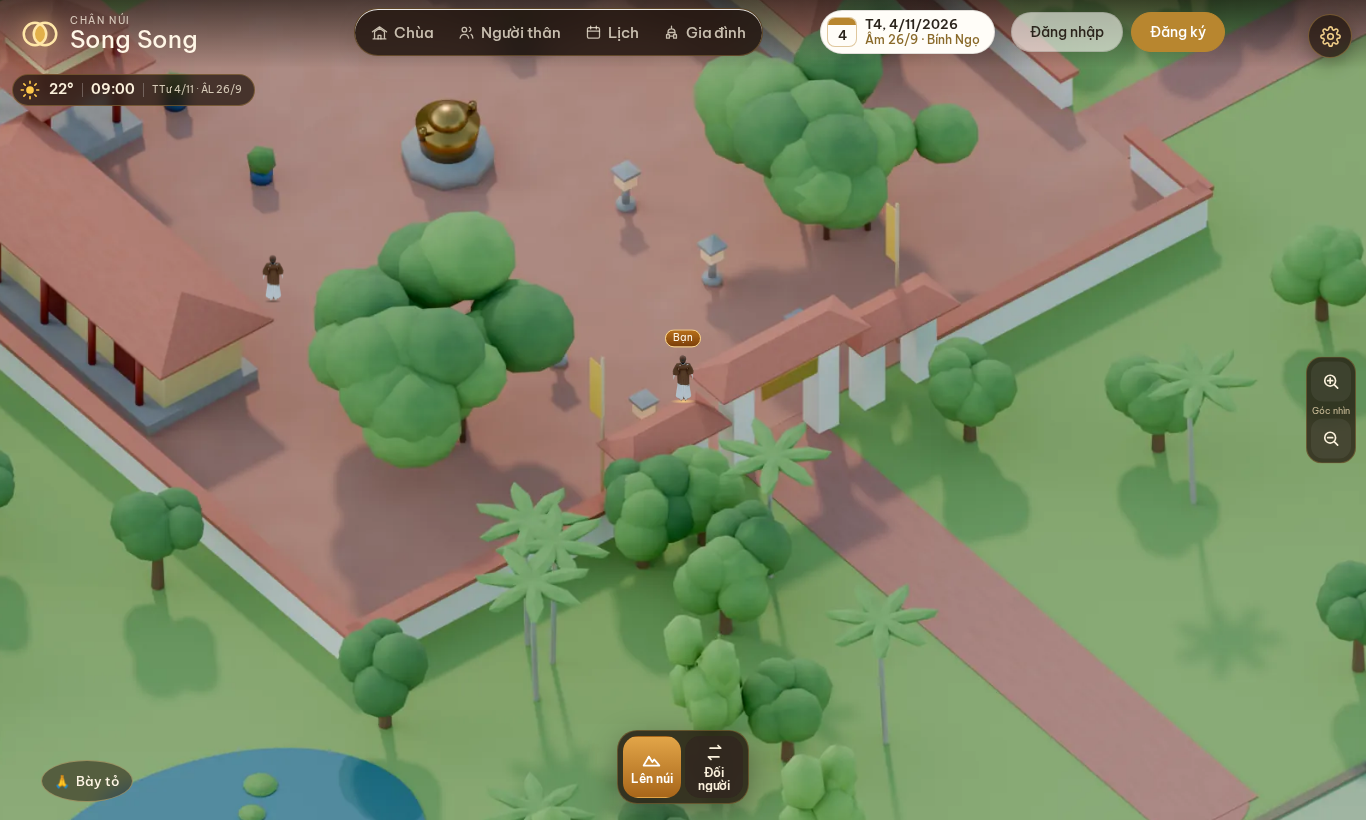 CHÂN NÚI
Song Song
Chùa
Người thân
Lịch
Gia đình
4
T4, 4/11/2026
Âm 26/9 · Bính Ngọ
Đăng nhập
Đăng ký
22°
09:00
TTư 4/11 · ÂL 26/9
Bạn
Góc nhìn
Bày tỏ
Lên núi
Đổi
người